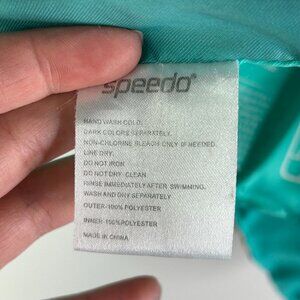 speedo
HAND WASH COLD.
DARK COLORS SEPARATELY.
NON-CHLORINE BLEACH ONLY IF NEEDED.
LINE DRY.
DO NOT IRON
DO NOT DRY-CLEAN
RINSE IMMEDIATELY AFTER SWIMMING.
WASH AND DRY SEPARATELY
OUTER-100% POLYESTER
INNER-100% POLYESTER
MADE IN CHINA